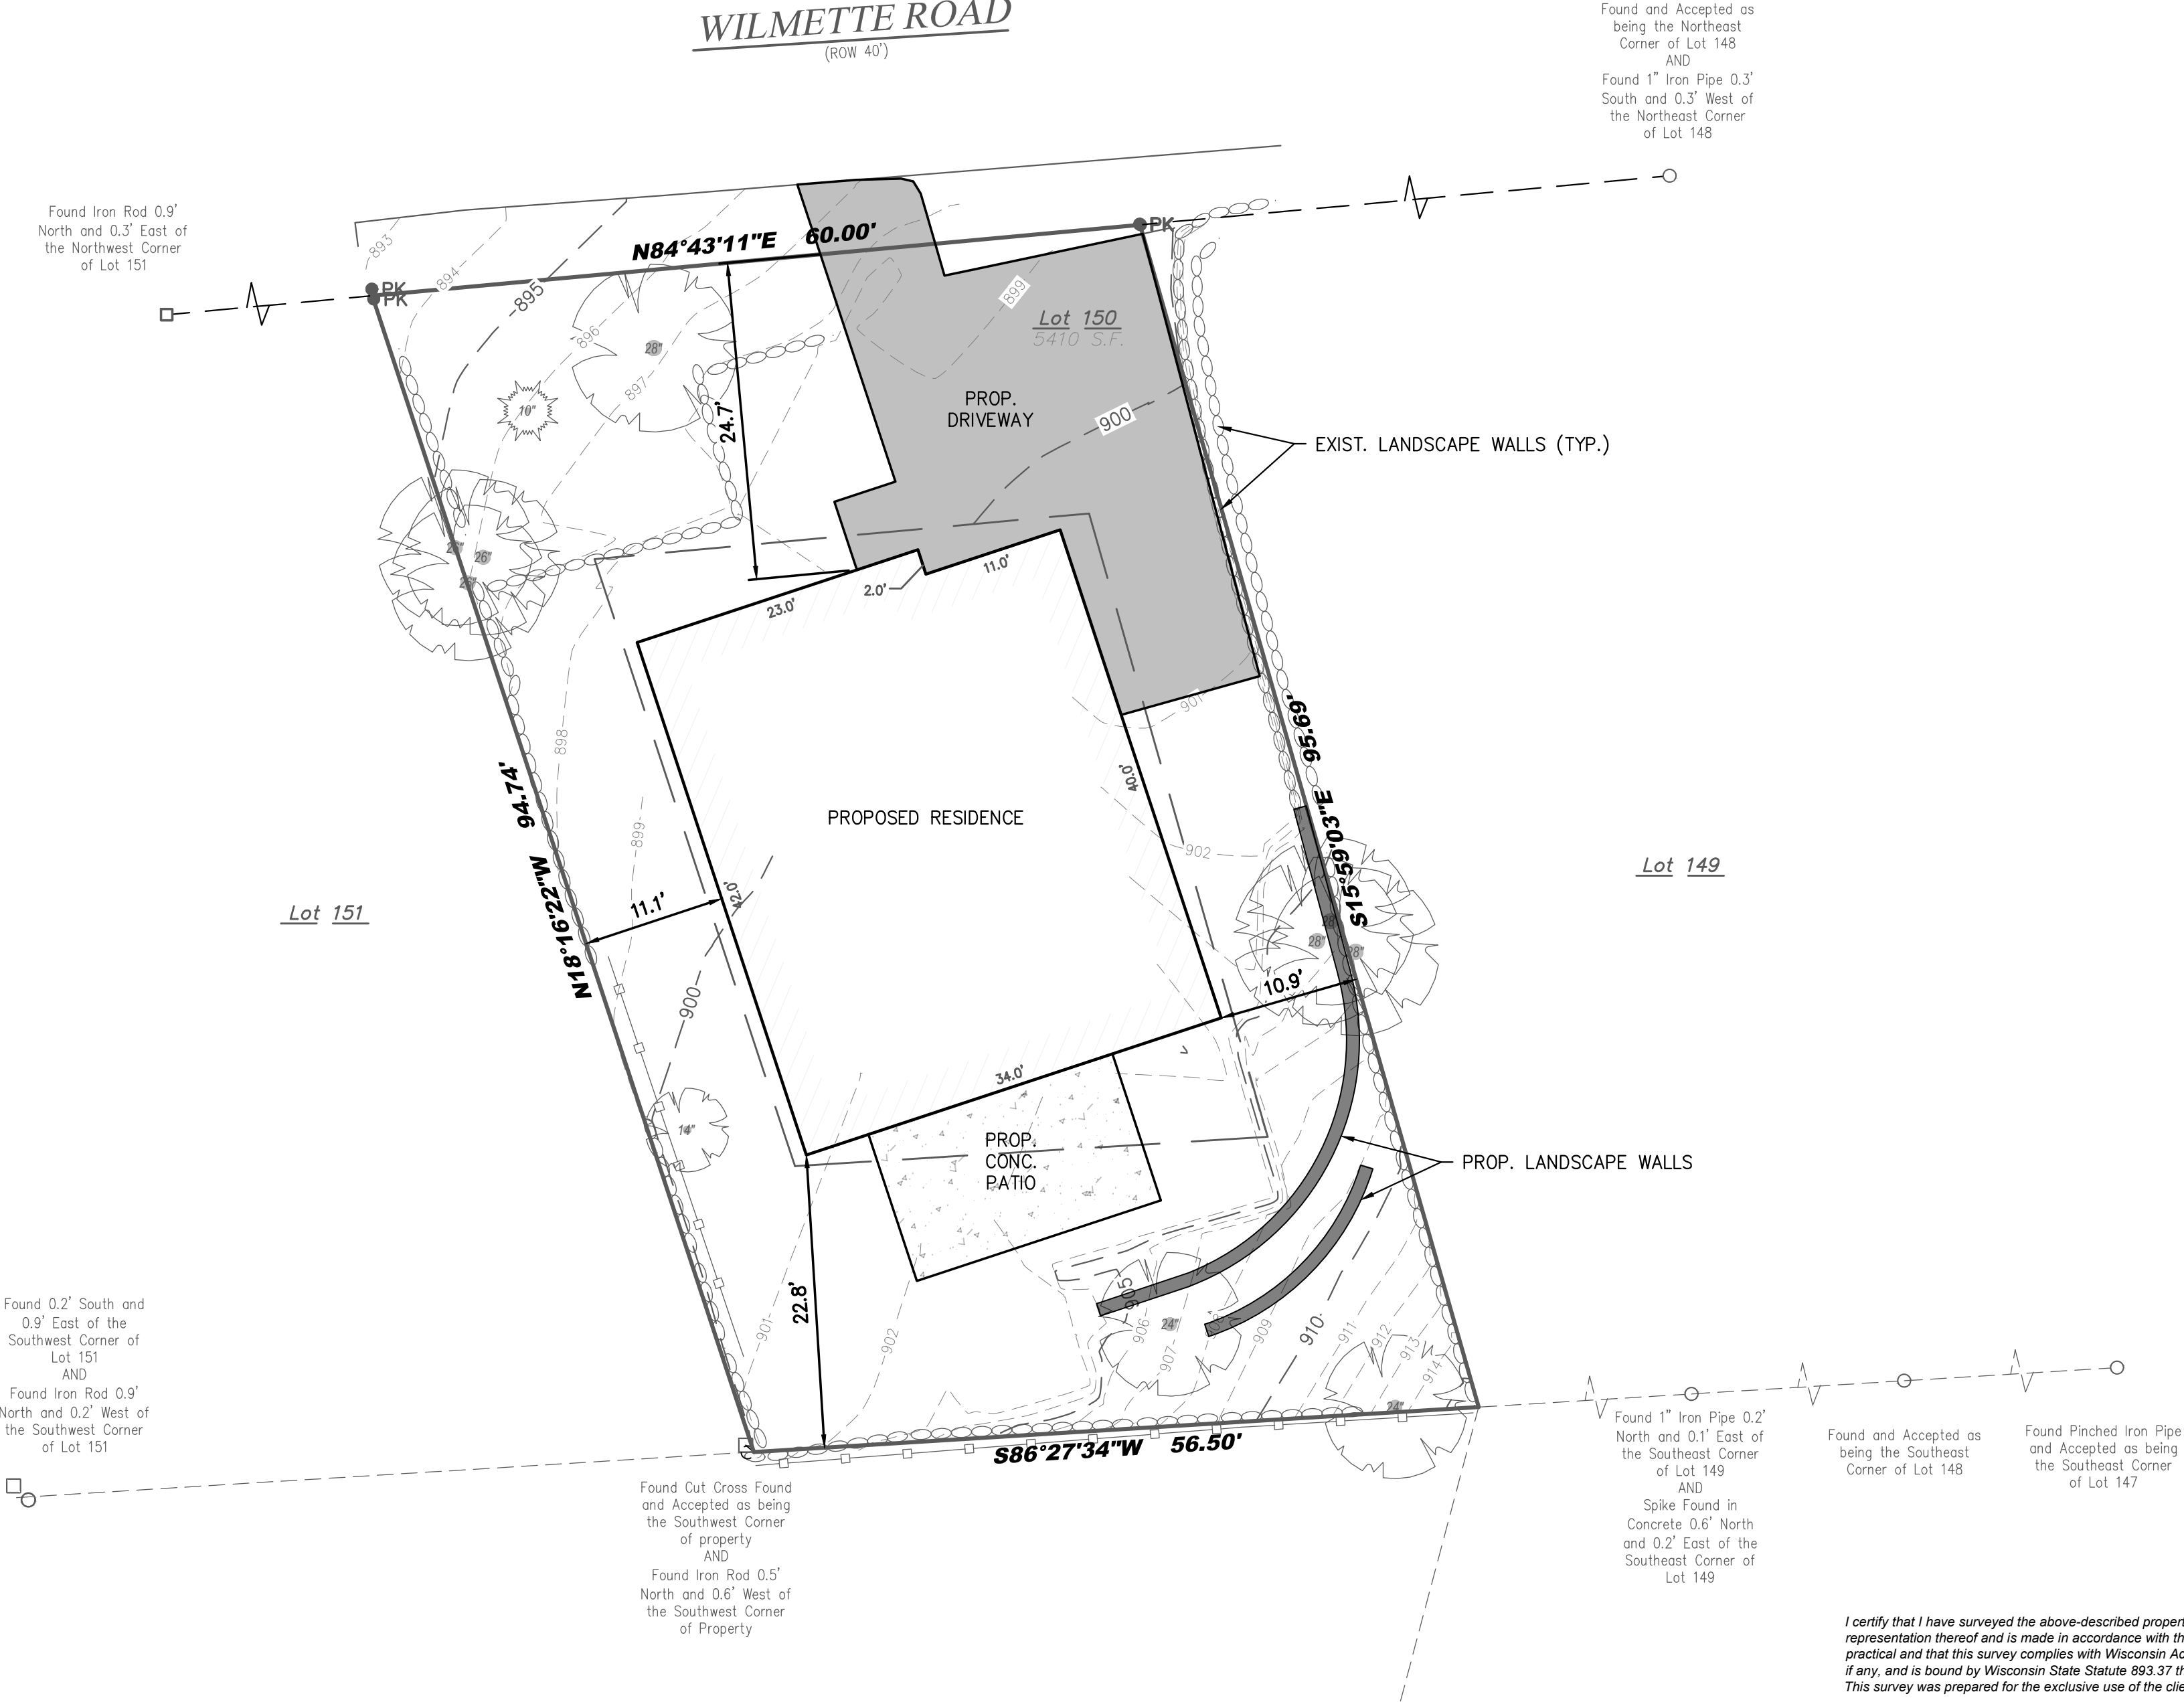 WILMETTE ROAD
(ROW 40')
Found and Accepted as
being the Northeast
Corner of Lot 148
AND
Found 1" Iron Pipe 0.3'
South and 0.3' West of
the Northeast Corner
of Lot 148
Found Iron Rod 0.9'
North and 0.3' East of
the Northwest Corner
of Lot 151
PK
PK
PK
N84°43'11"E 60.00'
893
894
895
896
897
28"
10"
24.7'
899
Lot 150
5410 S.F.
PROP.
DRIVEWAY
900
EXIST. LANDSCAPE WALLS (TYP.)
26"
26"
26"
2.0'
11.0'
23.0'
901
898
899
94.74'
N18°16'22"W
95.69'
S15°59'03"E
40.0'
PROPOSED RESIDENCE
902
Lot 149
Lot 151
11.1'
42.0'
28"
28"
10.9'
900
34.0'
14"
PROP.
CONC.
PATIO
PROP. LANDSCAPE WALLS
22.8'
901
902
905
906
907
24"
909
910
911
912
913
914
24"
S86°27'34"W 56.50'
Found 0.2' South and
0.9' East of the
Southwest Corner of
Lot 151
AND
Found Iron Rod 0.9'
North and 0.2' West of
the Southwest Corner
of Lot 151
Found Cut Cross Found
and Accepted as being
the Southwest Corner
of property
AND
Found Iron Rod 0.5'
North and 0.6' West of
the Southwest Corner
of Property
Found 1" Iron Pipe 0.2'
North and 0.1' East of
the Southeast Corner
of Lot 149
AND
Spike Found in
Concrete 0.6' North
and 0.2' East of the
Southeast Corner of
Lot 149
Found and Accepted as
being the Southeast
Corner of Lot 148
Found Pinched Iron Pipe
and Accepted as being
the Southeast Corner
of Lot 147
I certify that I have surveyed the above-described propert
representation thereof and is made in accordance with th
practical and that this survey complies with Wisconsin Ad
if any, and is bound by Wisconsin State Statute 893.37 th
This survey was prepared for the exclusive use of the clie